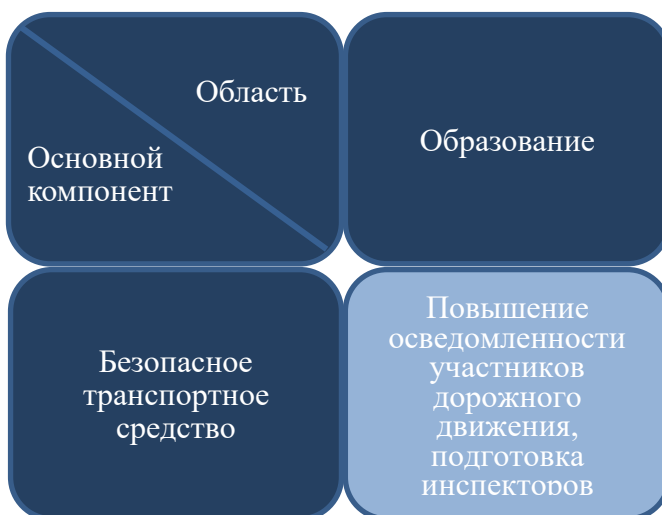 Область
Основной
компонент
Образование
Безопасное
транспортное
средство
Повышение
осведомленности
участников
дорожного
движения,
подготовка
инспекторов